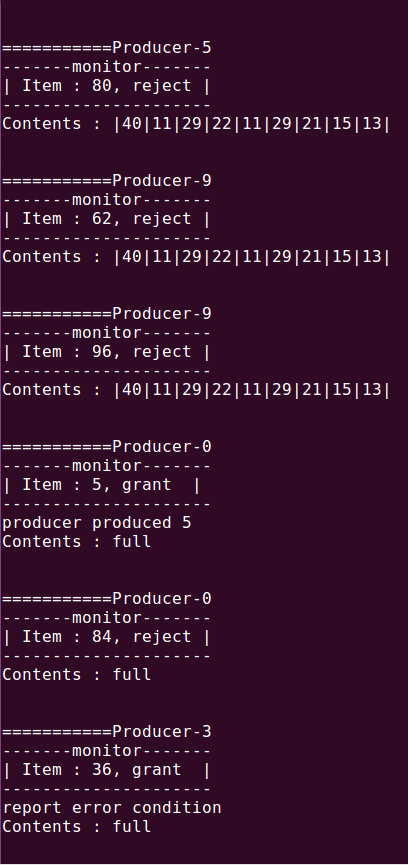 ===========Producer-5
-------monitor-------
| Item : 80, reject |
---------------------
Contents : |40|11|29|22|11|29|21|15|13|
===========Producer-9
-------monitor-------
| Item : 62, reject |
---------------------
Contents : |40|11|29|22|11|29|21|15|13|
===========Producer-9
-------monitor-------
| Item : 96, reject |
---------------------
Contents : |40|11|29|22|11|29|21|15|13|
===========Producer-0
-------monitor-------
| Item : 5, grant  |
---------------------
producer produced 5
Contents : full
===========Producer-0
-------monitor-------
| Item : 84, reject |
---------------------
Contents : full
===========Producer-3
-------monitor-------
| Item : 36, grant  |
---------------------
report error condition
Contents : full